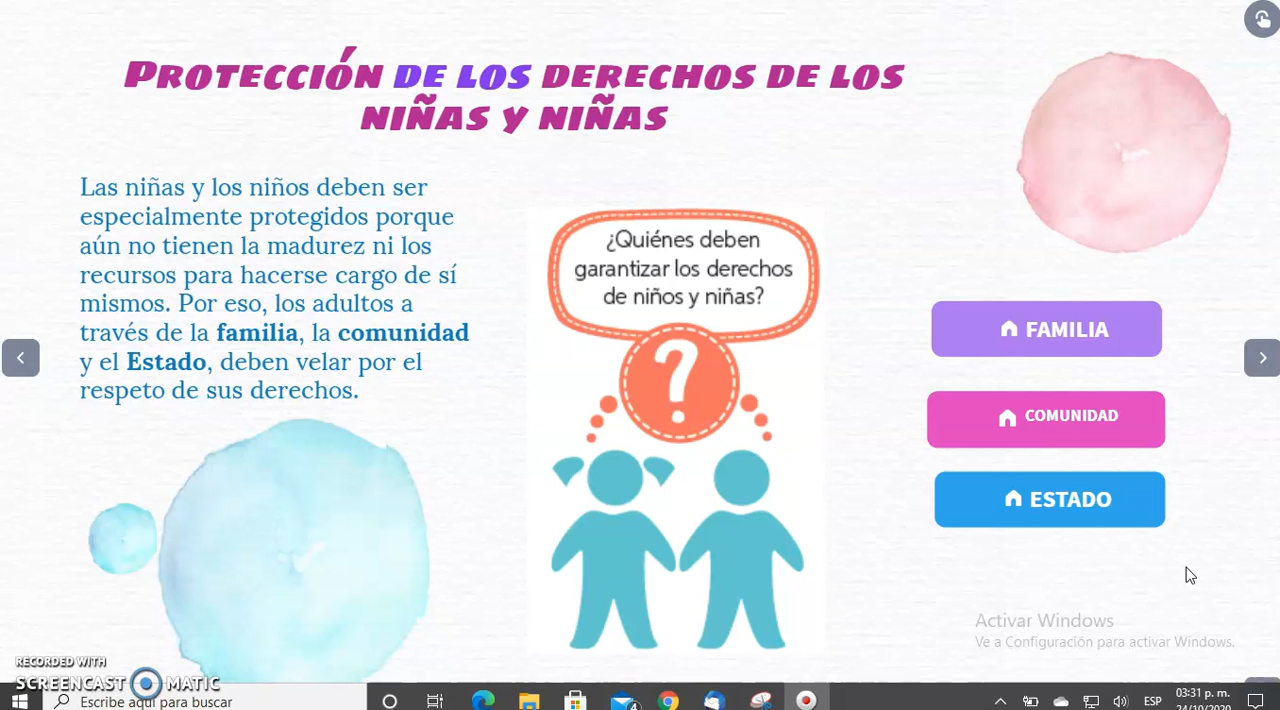 PROTECCIÓN DE LOS DERECHOS DE LOS
NIÑAS Y NIÑAS
Las niñas y los niños deben ser
especialmente protegidos porque
aún no tienen la madurez ni los
recursos para hacerse cargo de sí
mismos. Por eso, los adultos a
través de la familia, la comunidad
y el Estado, deben velar por el
respeto de sus derechos.
¿Quiénes deben
garantizar los derechos
de niños y niñas?
?
FAMILIA
COMUNIDAD
ESTADO
Activar Windows
Ve a Configuración para activar Windows.
RECORDED WITH
SCREENCAST MATIC
Escribe aquí para buscar
4
ESP
03:31 p. m.
24/10/2020